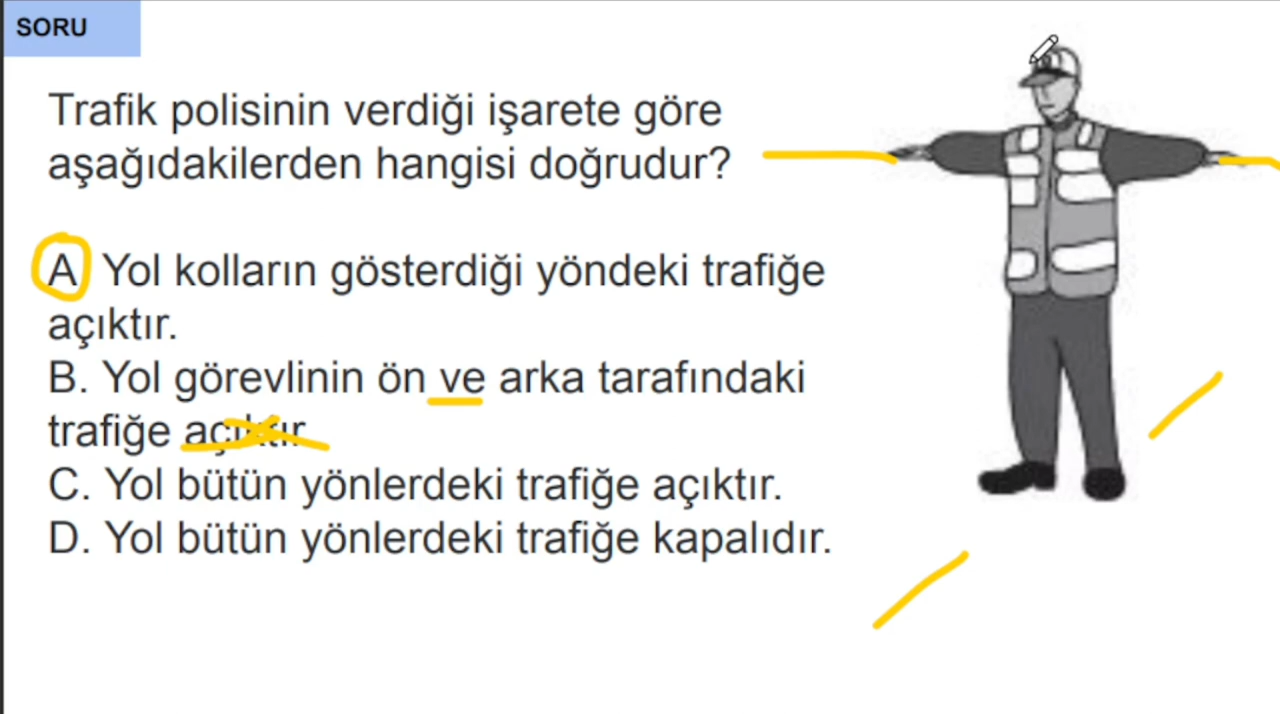 SORU
Trafik polisinin verdiği işarete göre
aşağıdakilerden hangisi doğrudur?
A Yol kolların gösterdiği yöndeki trafiğe
açıktır.
B. Yol görevlinin ön ve arka tarafındaki
trafiğe açıktır
C. Yol bütün yönlerdeki trafiğe açıktır.
D. Yol bütün yönlerdeki trafiğe kapalıdır.